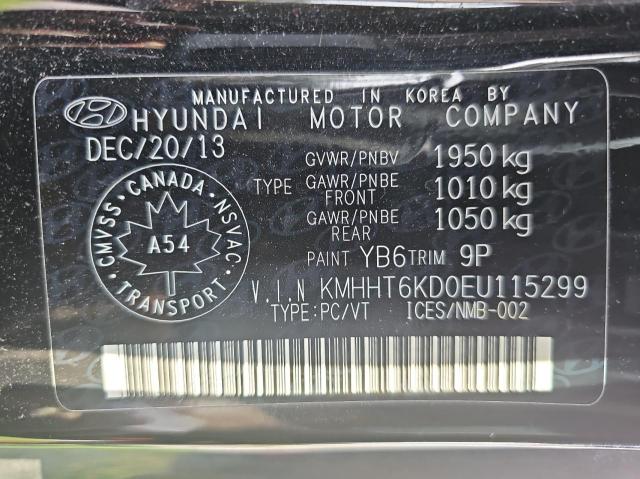 MANUFACTURED IN KOREA BY
HYUNDAI MOTOR COMPANY
DEC/20/13
GVWR/PNBV 1950 kg
TYPE GAWR/PNBE FRONT 1010 kg
GAWR/PNBE REAR 1050 kg
PAINT YB6 TRIM 9P
CANADA
CMVSS NSVAC
A54
TRANSPORT
V.I.N KMHHT6KD0EU115299
TYPE:PC/VT ICES/NMB-002